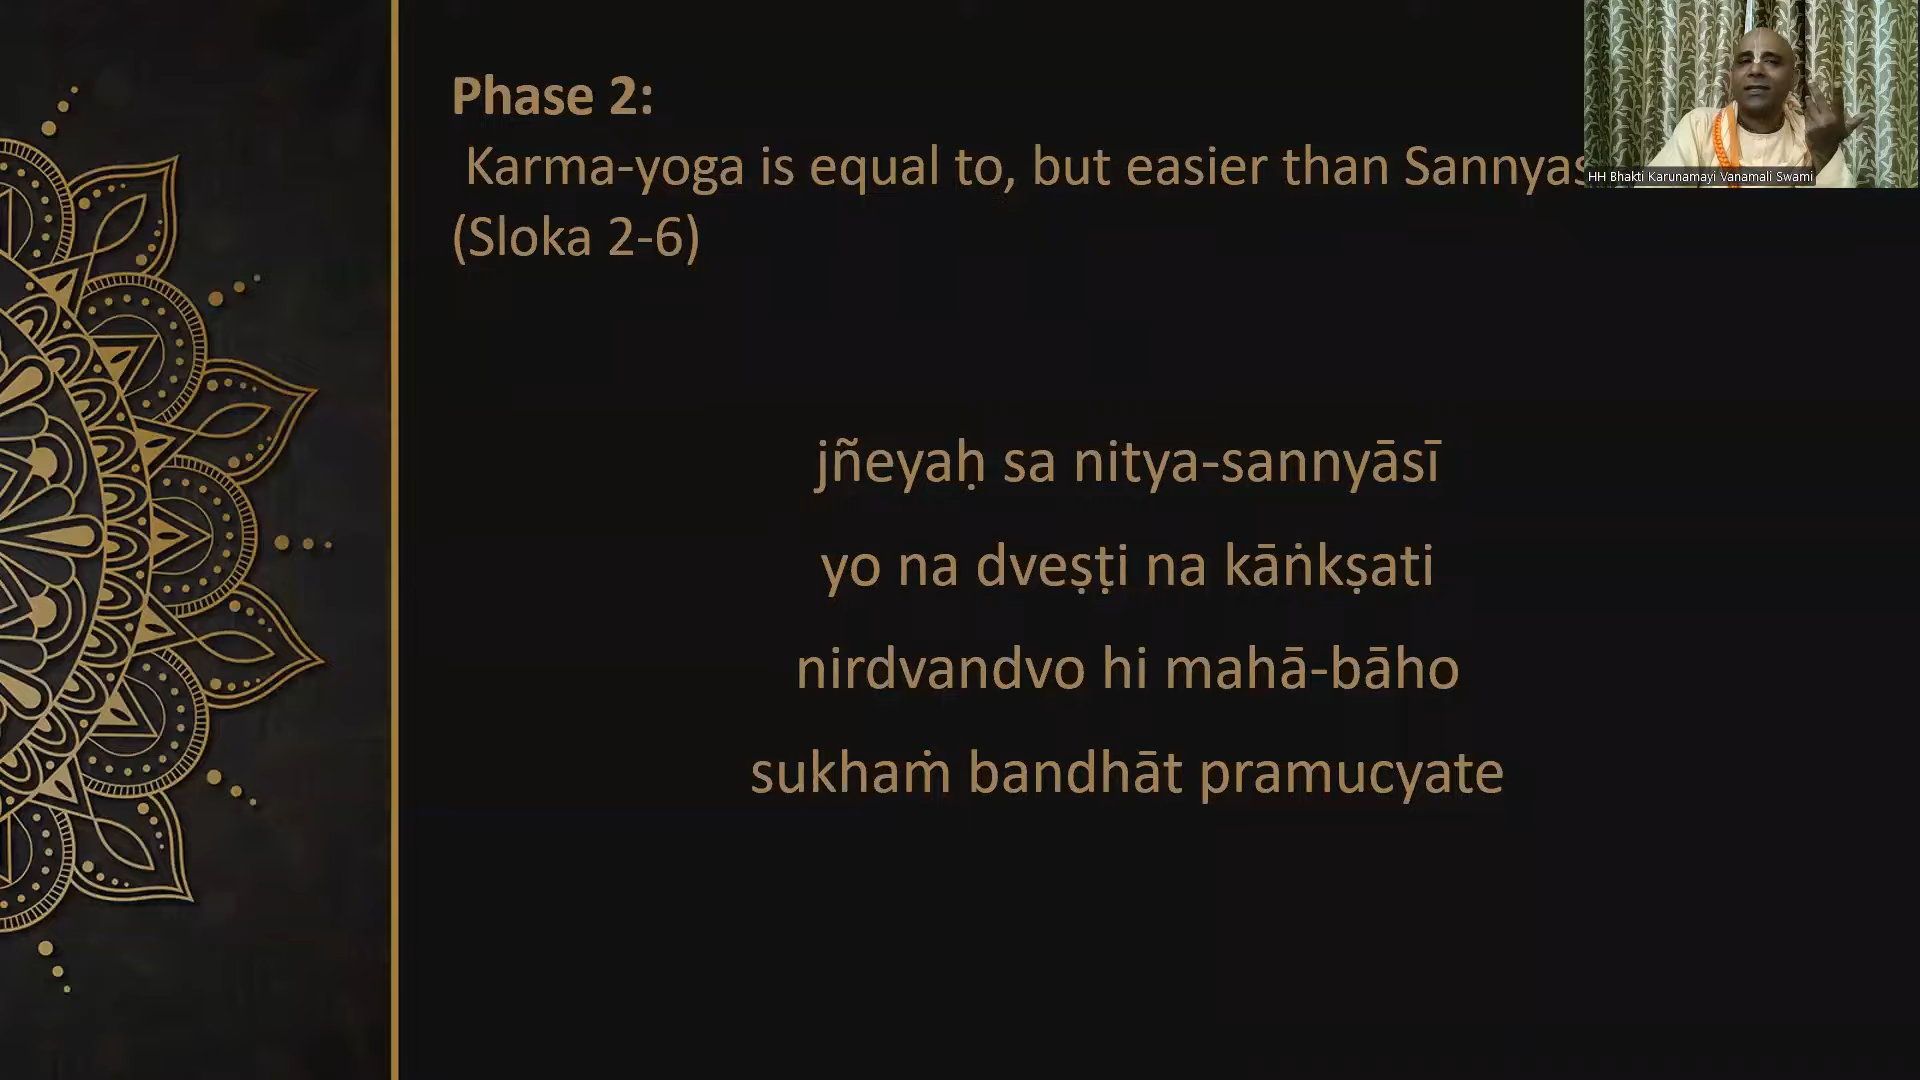 Phase 2:
Karma-yoga is equal to, but easier than Sannyas
(Sloka 2-6)
jñeyaḥ sa nitya-sannyāsī
yo na dveṣṭi na kāṅkṣati
nirdvandvo hi mahā-bāho
sukhaṁ bandhāt pramucyate
HH Bhakti Karunamayi Vanamali Swami